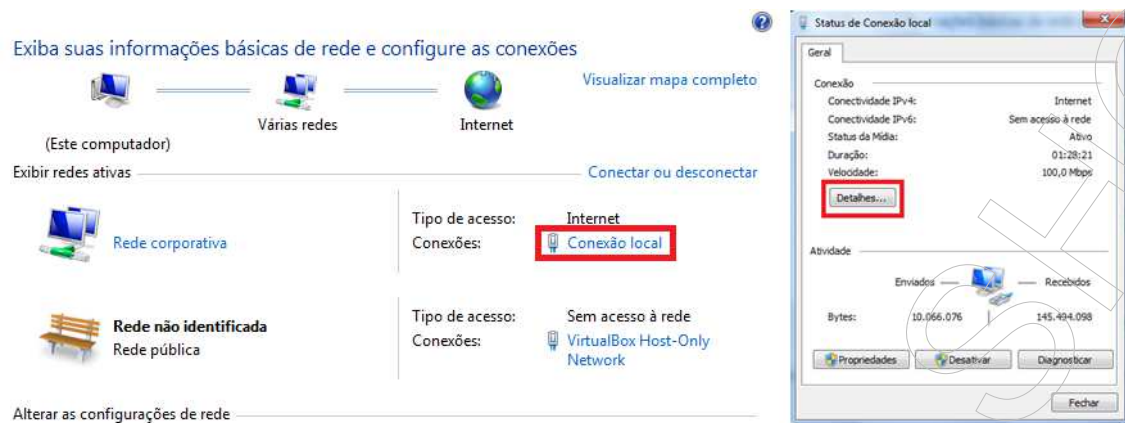 Exiba suas informações básicas de rede e configure as conexões
Visualizar mapa completo
Várias redes
Internet
(Este computador)
Exibir redes ativas
Conectar ou desconectar
Rede corporativa
Tipo de acesso: Internet
Conexões: Conexão local
Rede não identificada
Rede pública
Tipo de acesso: Sem acesso à rede
Conexões: VirtualBox Host-Only
Network
Alterar as configurações de rede
Status de Conexão local
Geral
Conexão
Conectividade IPv4: Internet
Conectividade IPv6: Sem acesso à rede
Status da Mídia: Ativo
Duração: 01:28:21
Velocidade: 100,0 Mbps
Detalhes...
Atividade
Enviados
Recebidos
Bytes: 10.066.076 145.494.098
Propriedades
Desativar
Diagnosticar
Fechar